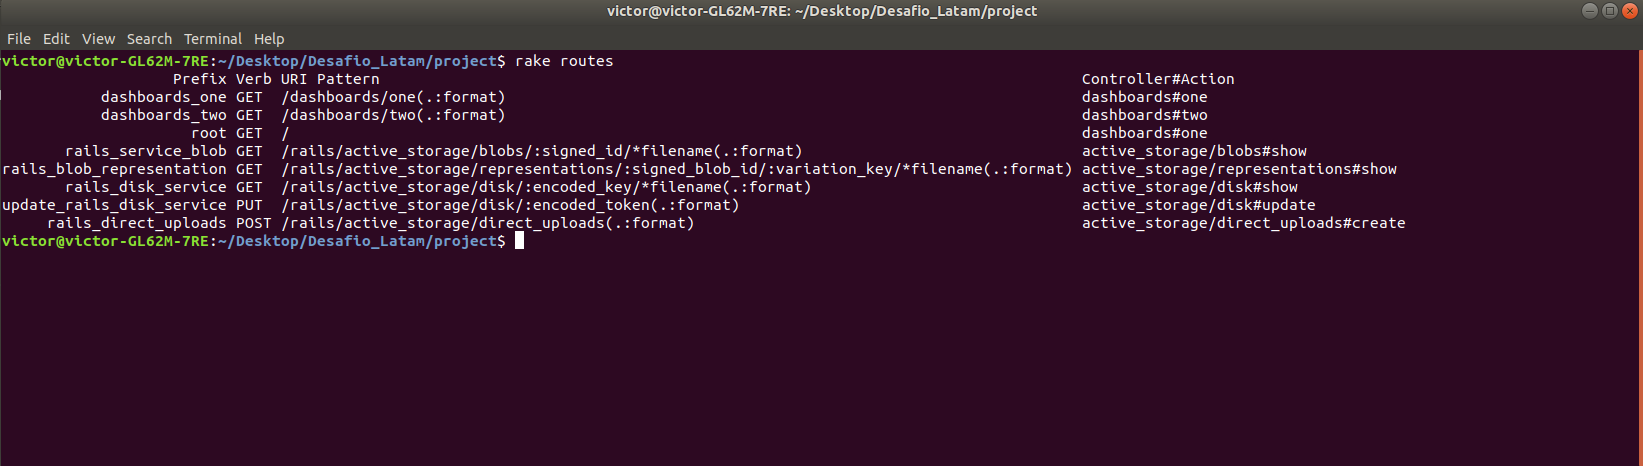 victor@victor-GL62M-7RE: ~/Desktop/Desafio_Latam/project
File Edit View Search Terminal Help
victor@victor-GL62M-7RE:~/Desktop/Desafio_Latam/project$ rake routes
Prefix Verb URI Pattern Controller#Action
dashboards_one GET /dashboards/one(.:format) dashboards#one
dashboards_two GET /dashboards/two(.:format) dashboards#two
root GET / dashboards#one
rails_service_blob GET /rails/active_storage/blobs/:signed_id/*filename(.:format) active_storage/blobs#show
rails_blob_representation GET /rails/active_storage/representations/:signed_blob_id/:variation_key/*filename(.:format) active_storage/representations#show
rails_disk_service GET /rails/active_storage/disk/:encoded_key/*filename(.:format) active_storage/disk#show
update_rails_disk_service PUT /rails/active_storage/disk/:encoded_token(.:format) active_storage/disk#update
rails_direct_uploads POST /rails/active_storage/direct_uploads(.:format) active_storage/direct_uploads#create
victor@victor-GL62M-7RE:~/Desktop/Desafio_Latam/project$